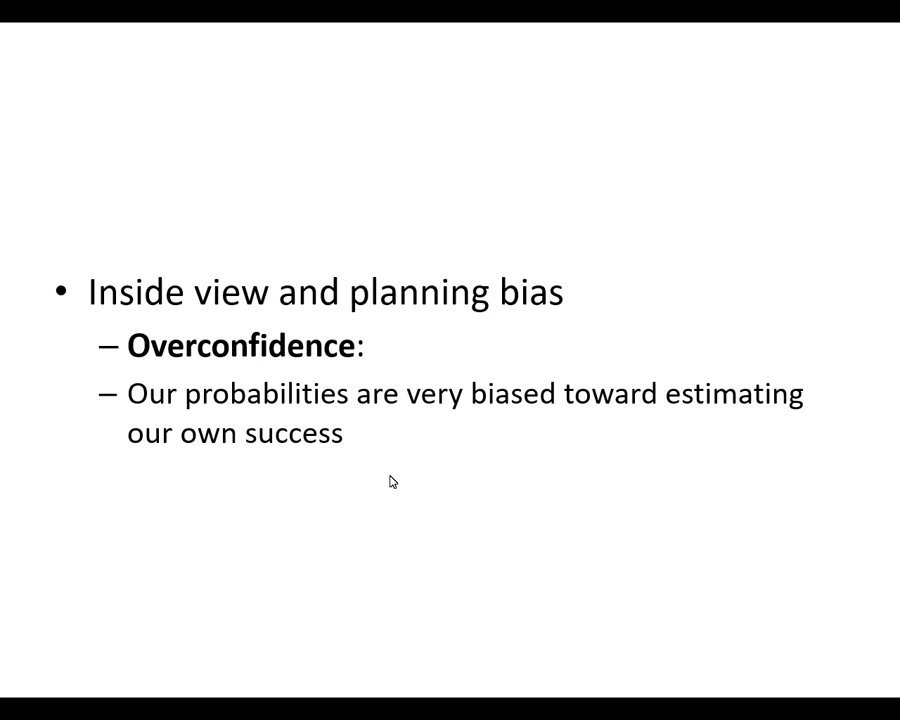 • Inside view and planning bias
– Overconfidence:
– Our probabilities are very biased toward estimating
our own success